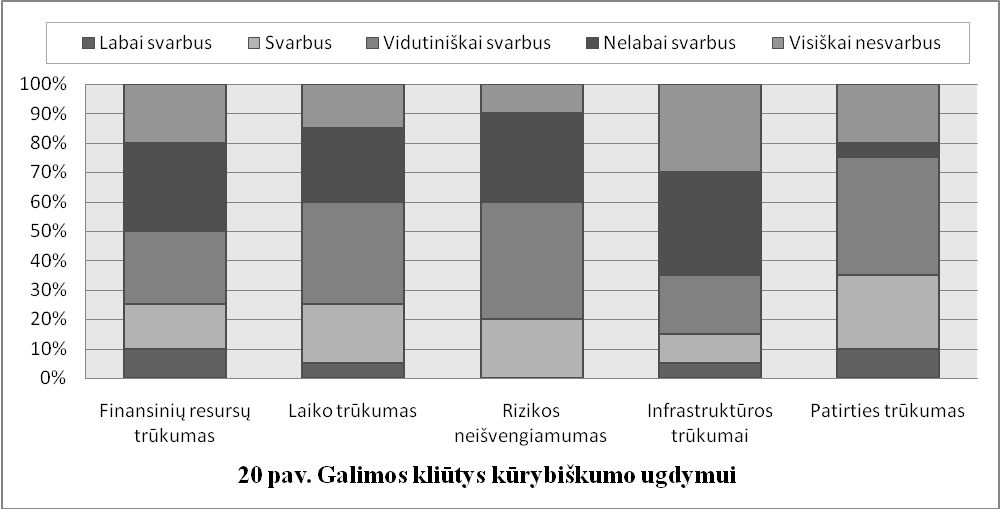 Labai svarbus Svarbus Vidutiniškai svarbus Nelabai svarbus Visiškai nesvarbus
100%
90%
80%
70%
60%
50%
40%
30%
20%
10%
0%
Finansinių resursų
trūkumas
Laiko trūkumas
Rizikos
neišvengiamumas
Infrastruktūros
trūkumai
Patirties trūkumas
20 pav. Galimos kliūtys kūrybiškumo ugdymui